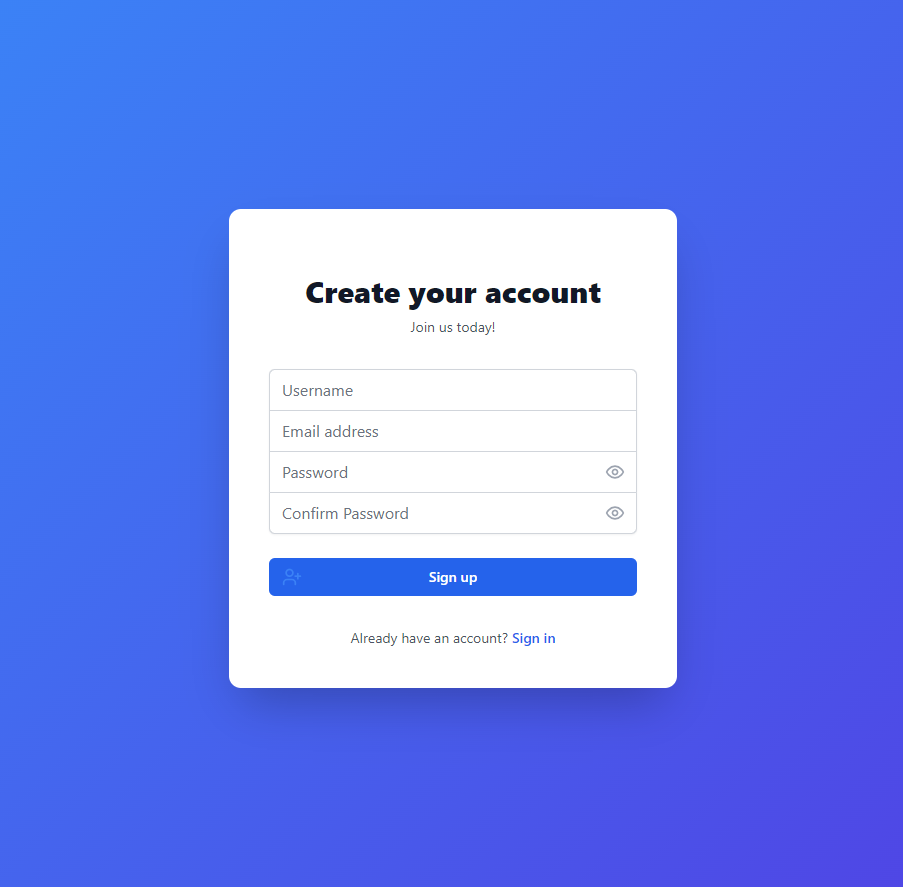 Create your account
Join us today!
Username
Email address
Password
Confirm Password
Sign up
Already have an account? Sign in